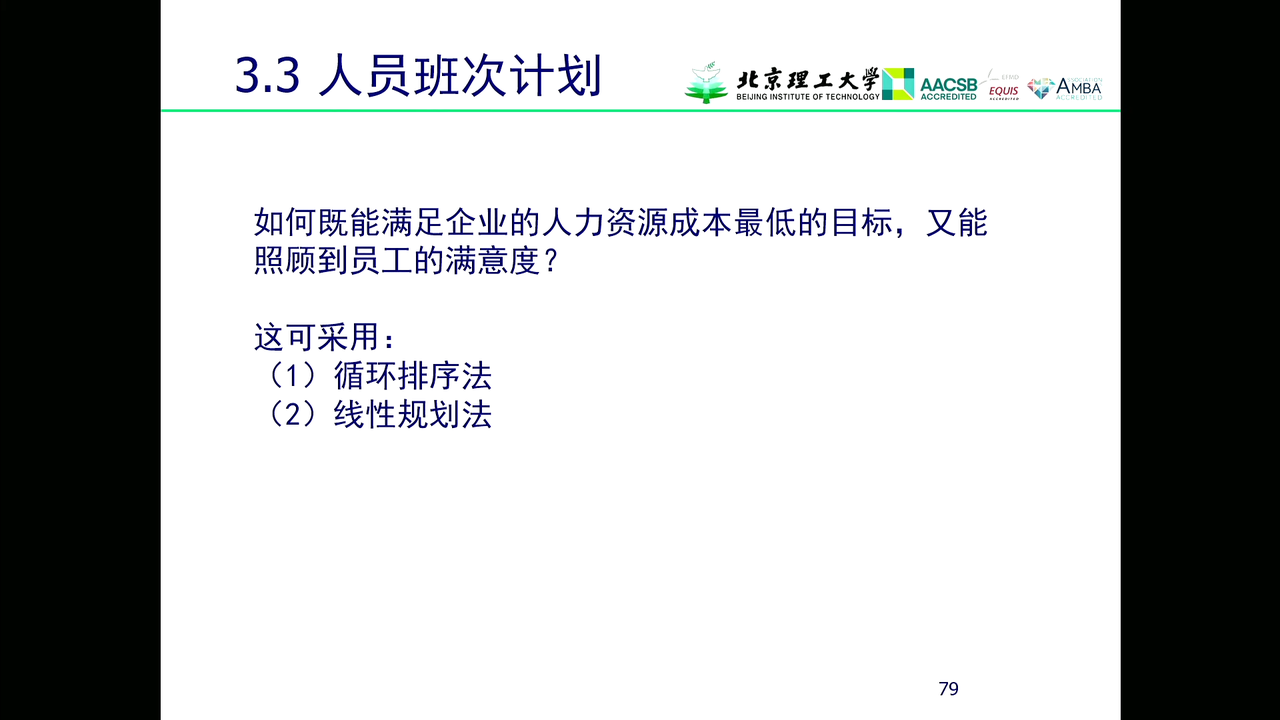 3.3 人员班次计划
北京理工大学
BEIJING INSTITUTE OF TECHNOLOGY
AACSB
ACCREDITED
EFMD
EQUIS
ACCREDITED
ASSOCIATION
AMBA
ACCREDITED
如何既能满足企业的人力资源成本最低的目标，又能
照顾到员工的满意度？
这可采用：
（1）循环排序法
（2）线性规划法
79